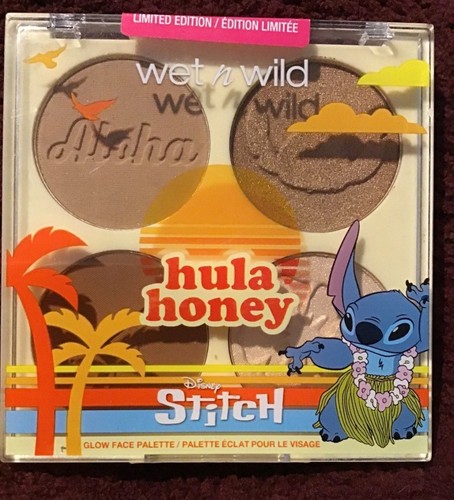 LIMITED EDITION / ÉDITION LIMITÉE
wet n wild
wet n wild
Aloha
hula
honey
Disney
Stitch
GLOW FACE PALETTE / PALETTE ÉCLAT POUR LE VISAGE